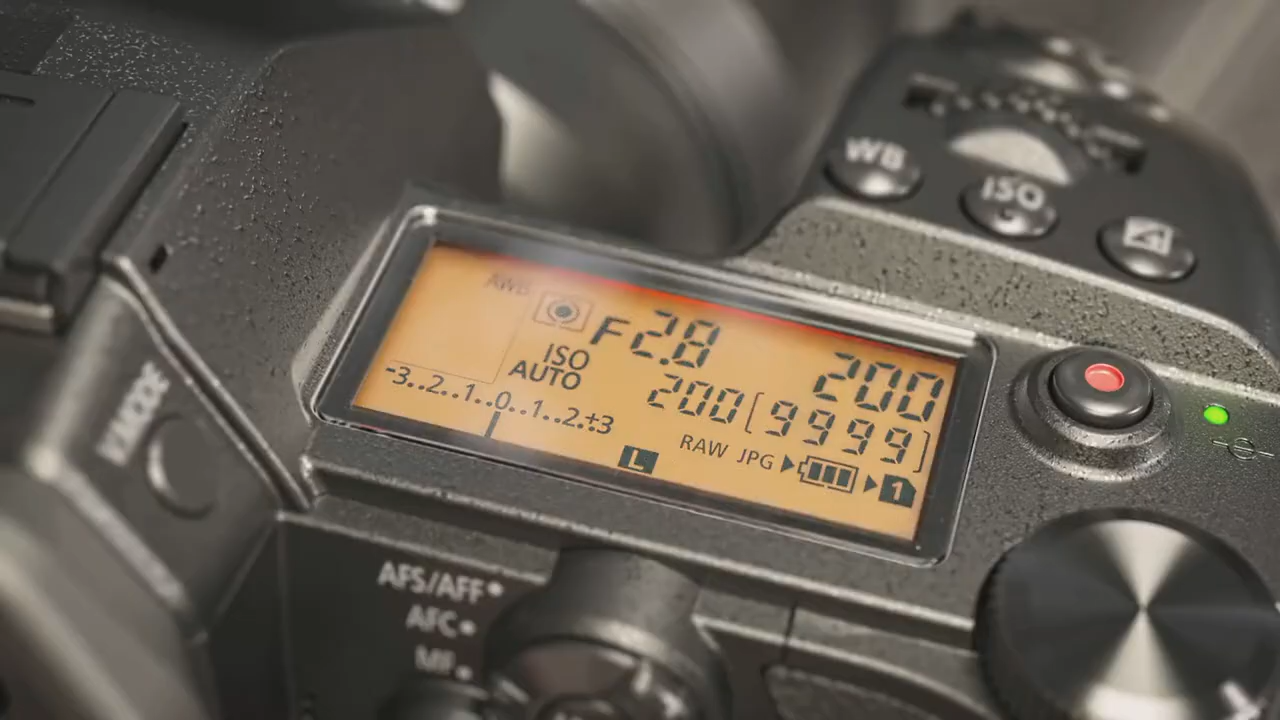 WB
ISO
AWB
F2.8 200
ISO AUTO 200[9999]
-3..2..1..0..1..2.+3
RAW JPG
L
1
V.MODE
AFS/AFF
AFC
MF